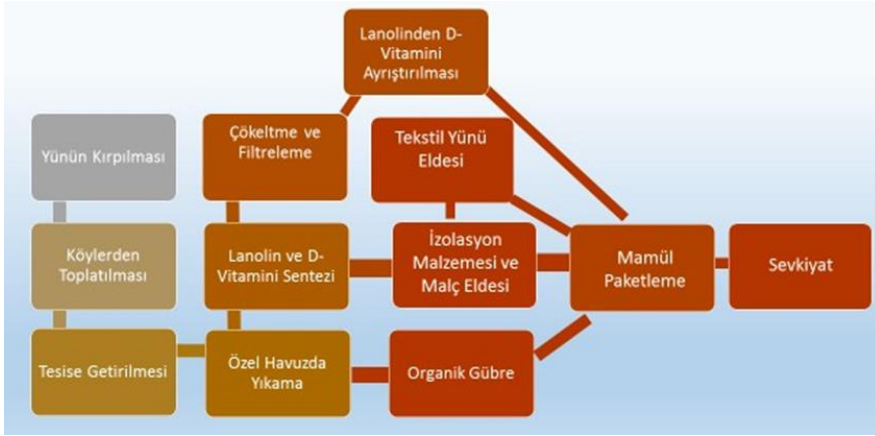 Lanolinden D-
Vitamini
Ayrıştırılması
Yünün Kırpılması
Çökeltme ve
Filtreleme
Tekstil Yünü
Eldesi
Köylerden
Toplatılması
Lanolin ve D-
Vitamini Sentezi
İzolasyon
Malzemesi ve
Malç Eldesi
Mamül
Paketleme
Sevkiyat
Tesise Getirilmesi
Özel Havuzda
Yıkama
Organik Gübre